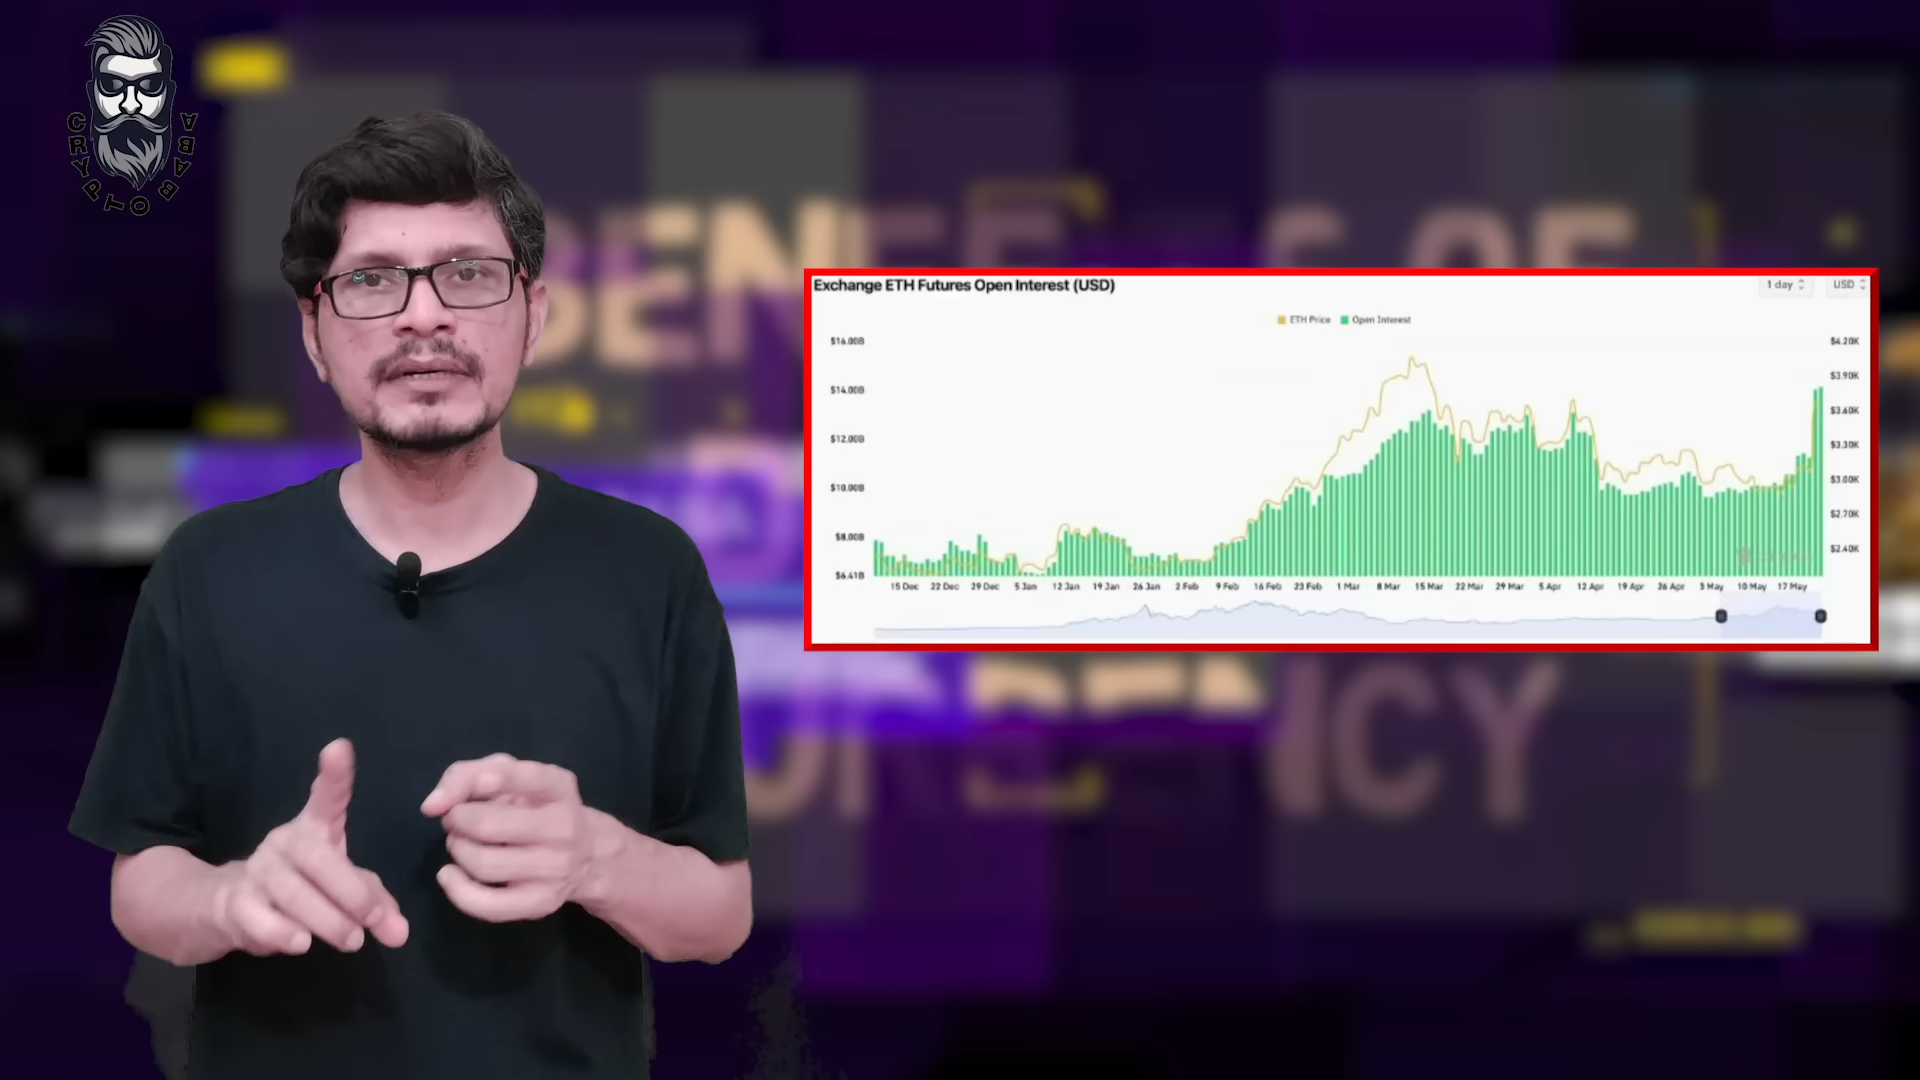 CRYPTO BABA
Exchange ETH Futures Open Interest (USD)
1 day
USD
ETH Price
Open Interest
$16.00B
$14.00B
$12.00B
$10.00B
$8.00B
$6.41B
$4.20K
$3.90K
$3.60K
$3.30K
$3.00K
$2.70K
$2.40K
15 Dec 22 Dec 29 Dec 5 Jan 12 Jan 19 Jan 26 Jan 2 Feb 9 Feb 16 Feb 23 Feb 1 Mar 8 Mar 15 Mar 22 Mar 29 Mar 5 Apr 12 Apr 19 Apr 26 Apr 3 May 10 May 17 May